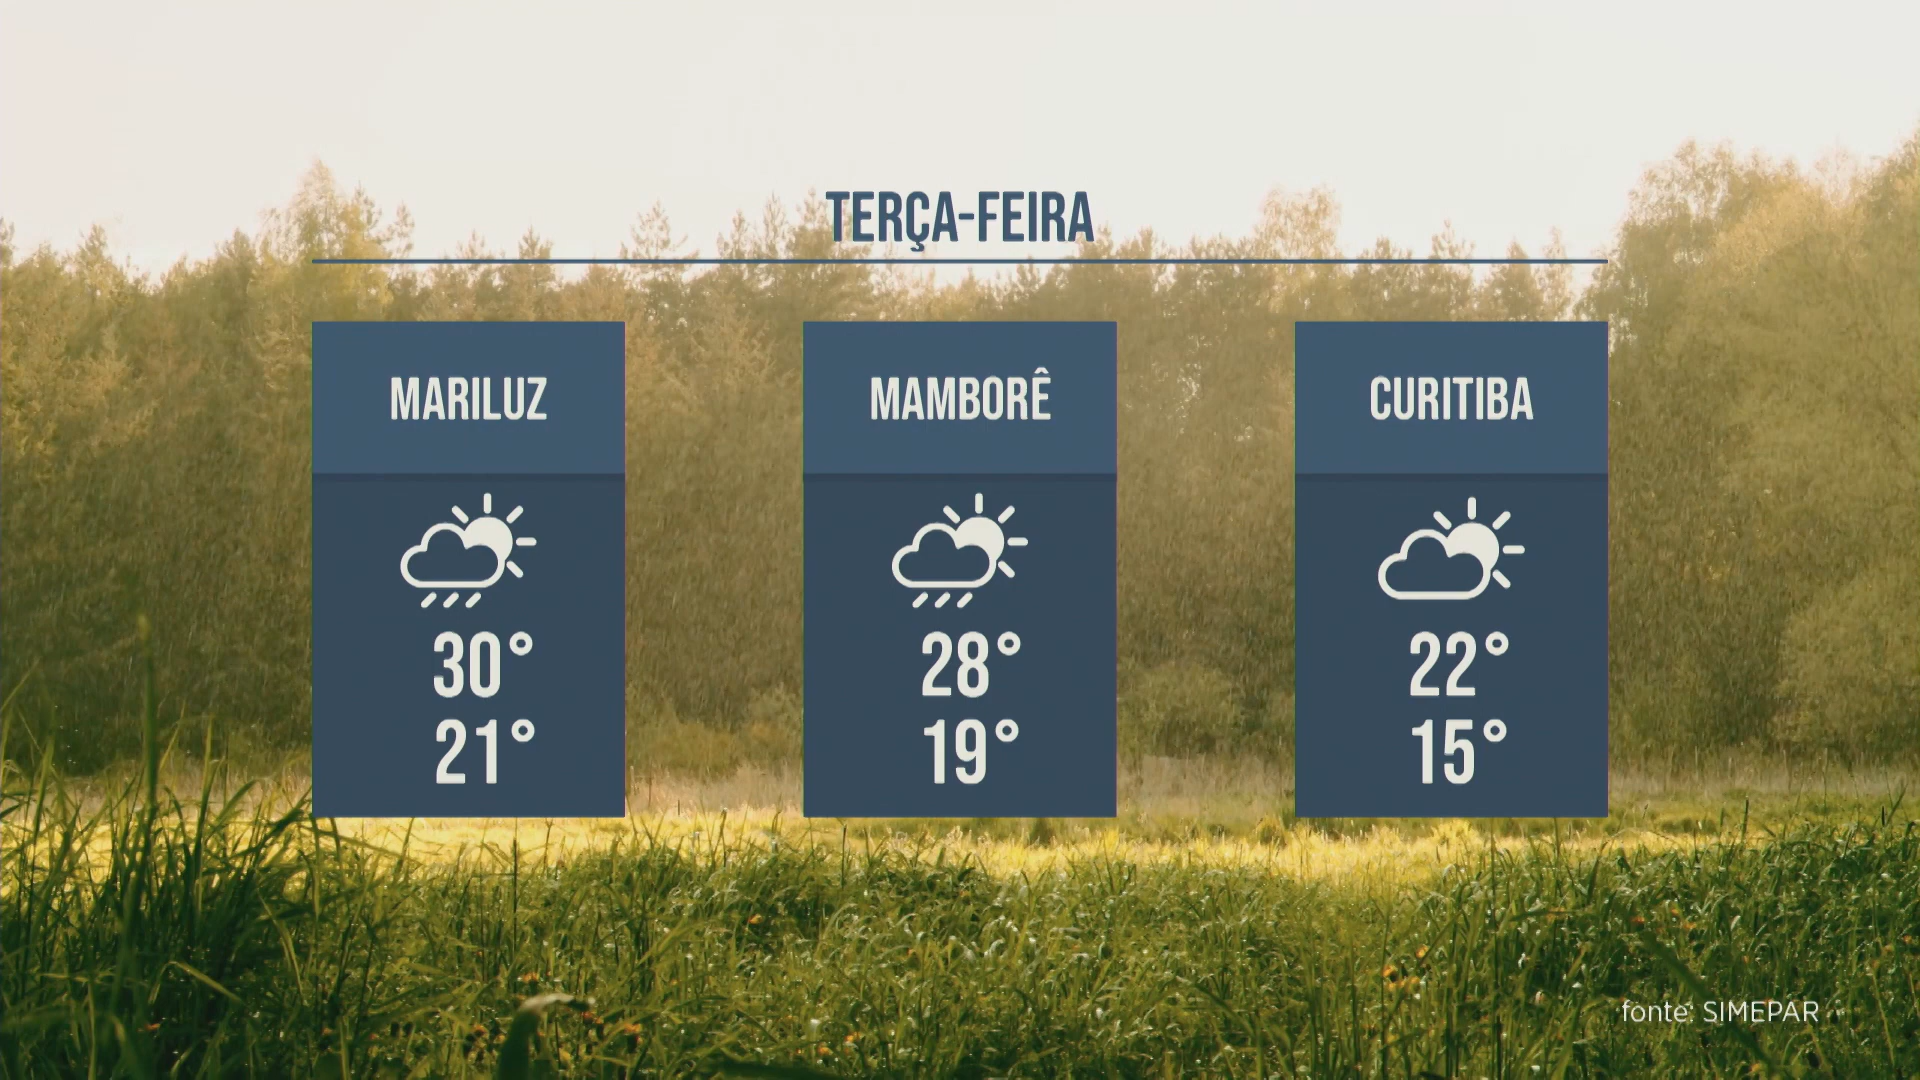 TERÇA-FEIRA
MARILUZ
30°
21°
MAMBORÊ
28°
19°
CURITIBA
22°
15°
fonte: SIMEPAR